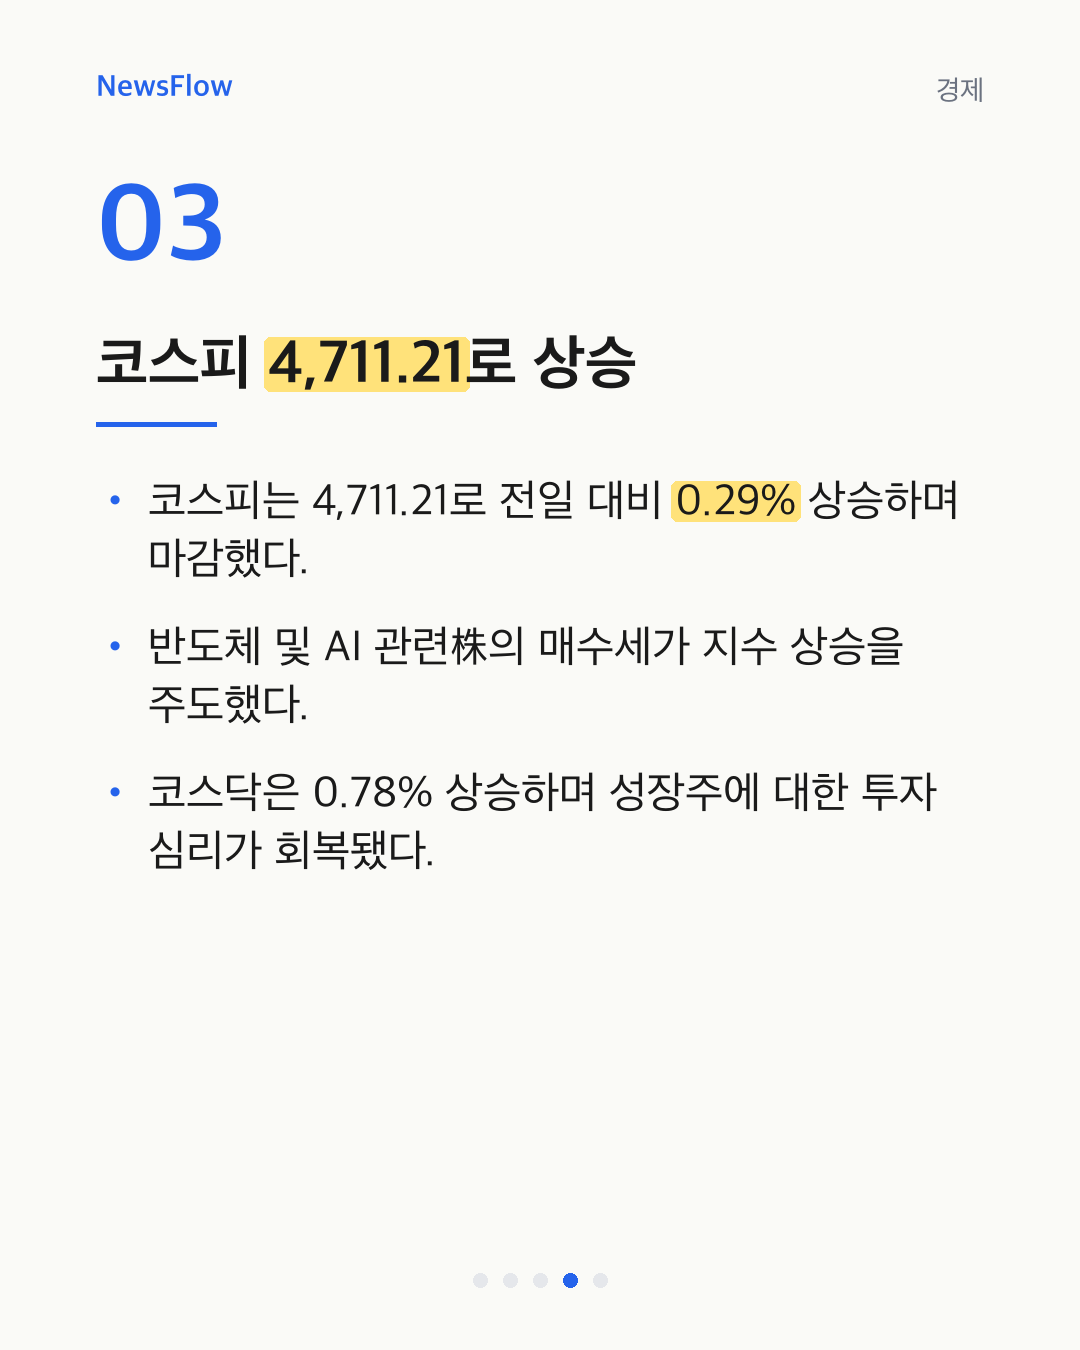 NewsFlow
경제
03
코스피 4,711.21로 상승
• 코스피는 4,711.21로 전일 대비 0.29% 상승하며
마감했다.
• 반도체 및 AI 관련株의 매수세가 지수 상승을
주도했다.
• 코스닥은 0.78% 상승하며 성장주에 대한 투자
심리가 회복됐다.